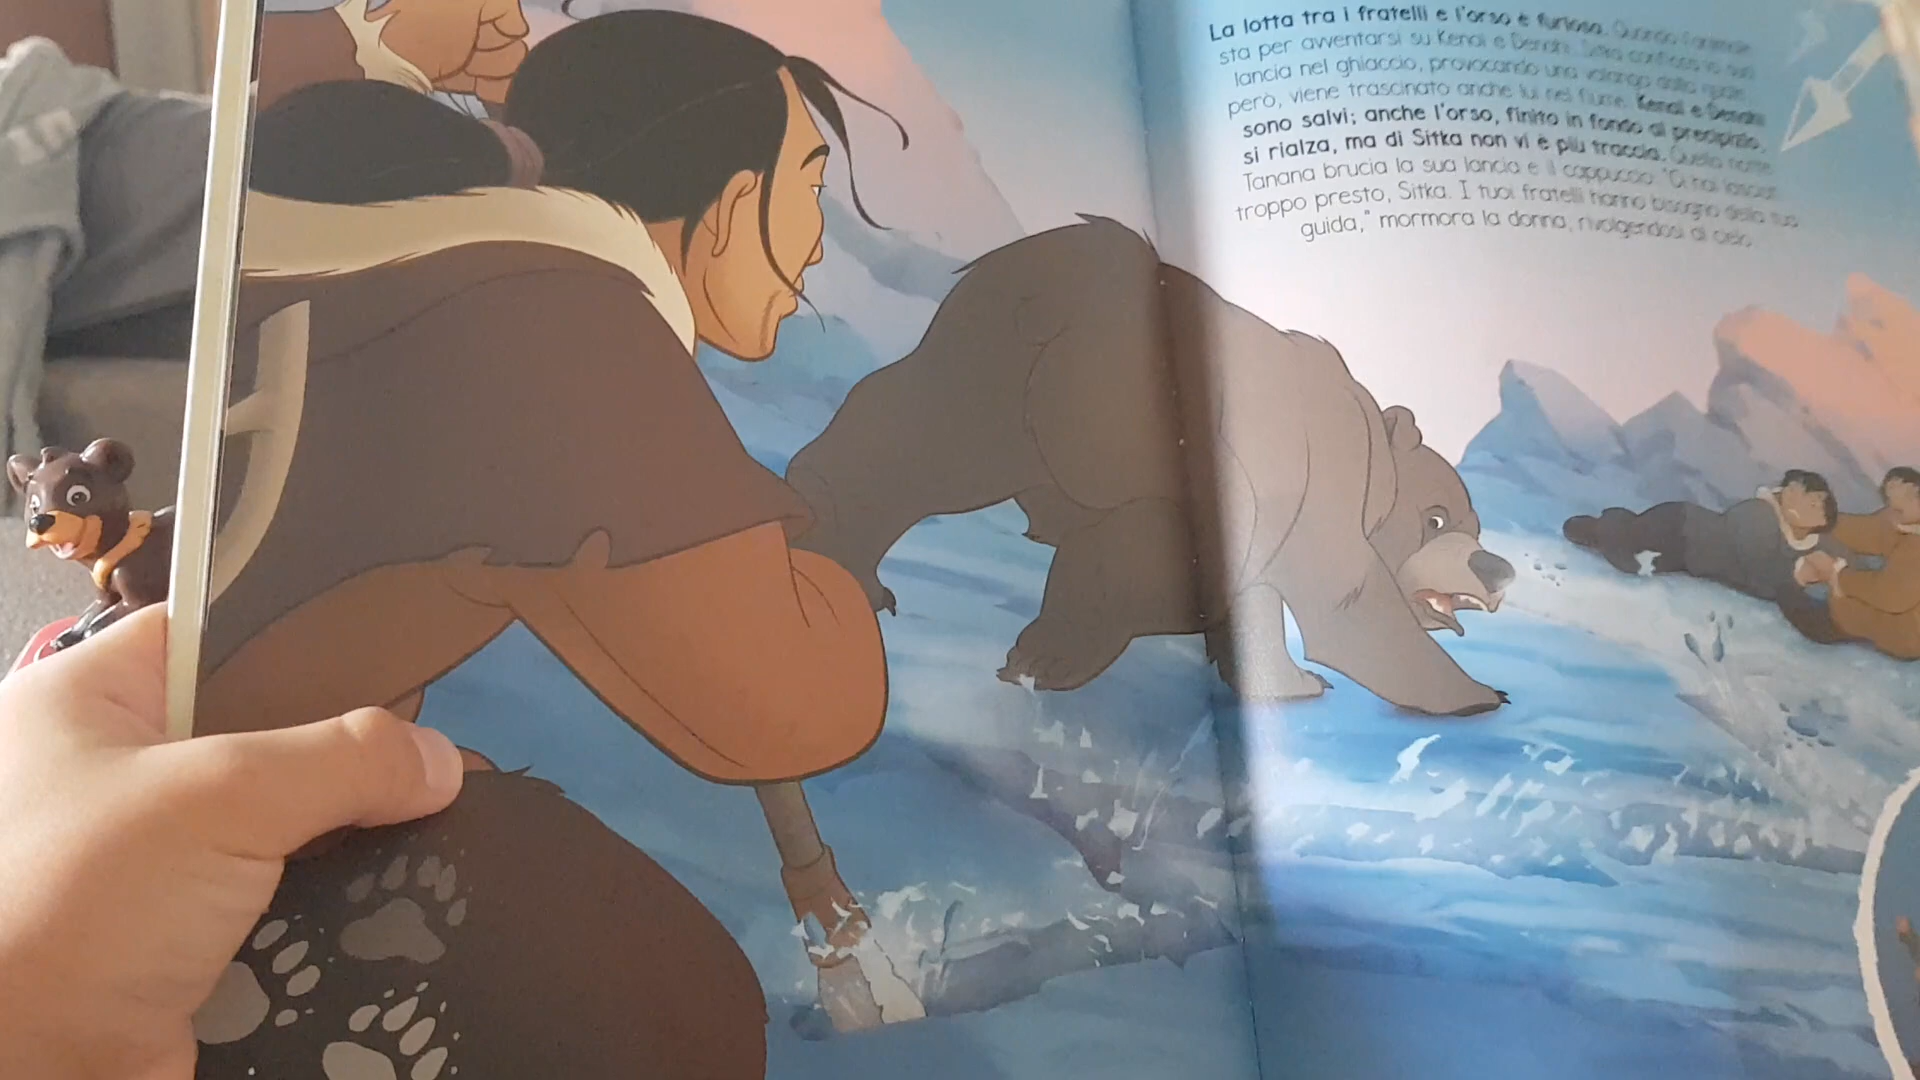 La lotta tra i fratelli e l'orso è furiosa. Quando l'animale
sta per avventarsi su Kenai e Denahi, Sitka conficca la sua
lancia nel ghiaccio, provocando una valanga dalla quale,
però, viene trascinato anche lui nel fiume. Kenai e Denahi
sono salvi; anche l'orso, finito in fondo al precipizio,
si rialza, ma di Sitka non vi è più traccia. Quella notte
Tanana brucia la sua lancia e il cappuccio. "Ci hai lasciati
troppo presto, Sitka. I tuoi fratelli hanno bisogno della tua
guida," mormora la donna, rivolgendosi al cielo.